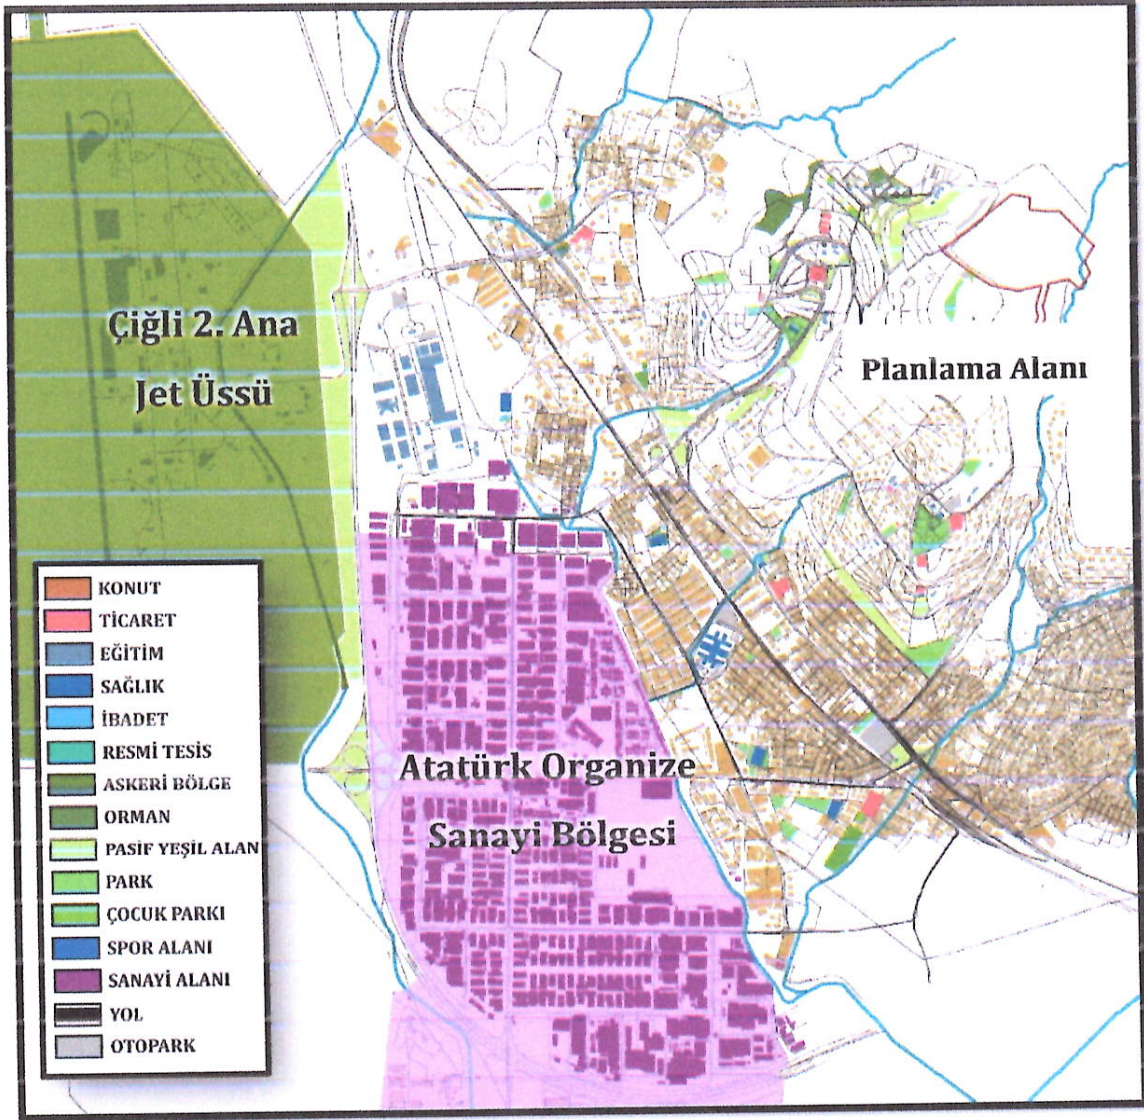 Çiğli 2. Ana
Jet Üssü
Planlama Alanı
Atatürk Organize
Sanayi Bölgesi
KONUT
TİCARET
EĞİTİM
SAĞLIK
İBADET
RESMİ TESİS
ASKERİ BÖLGE
ORMAN
PASİF YEŞİL ALAN
PARK
ÇOCUK PARKI
SPOR ALANI
SANAYİ ALANI
YOL
OTOPARK